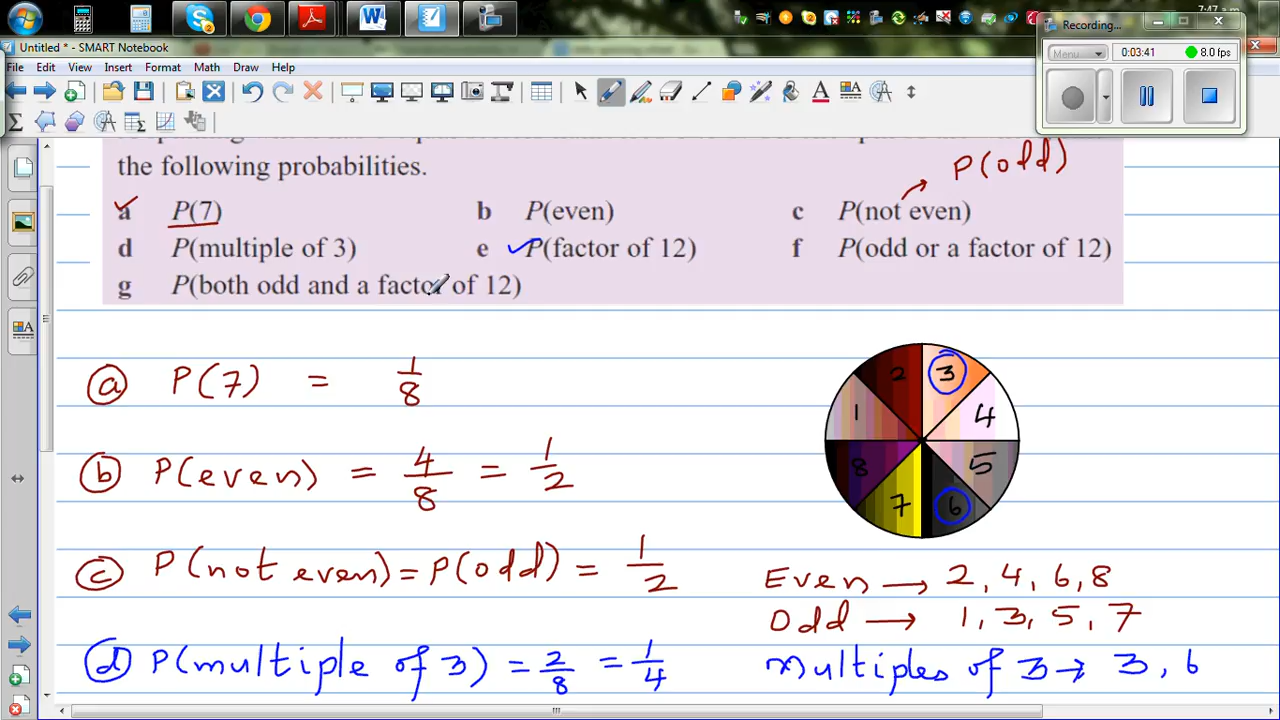 Recording...
Untitled * - SMART Notebook
Menu
00:03:41
8.0 fps
File Edit View Insert Format Math Draw Help
the following probabilities.
P(odd)
a P(7) b P(even) c P(not even)
d P(multiple of 3) e P(factor of 12) f P(odd or a factor of 12)
g P(both odd and a factor of 12)
a P(7) = 1/8
2 3
1 4
8 5
7 6
b P(even) = 4/8 = 1/2
c P(not even) = P(odd) = 1/2
Even → 2, 4, 6, 8
Odd → 1, 3, 5, 7
d P(multiple of 3) = 2/8 = 1/4
multiples of 3 → 3, 6